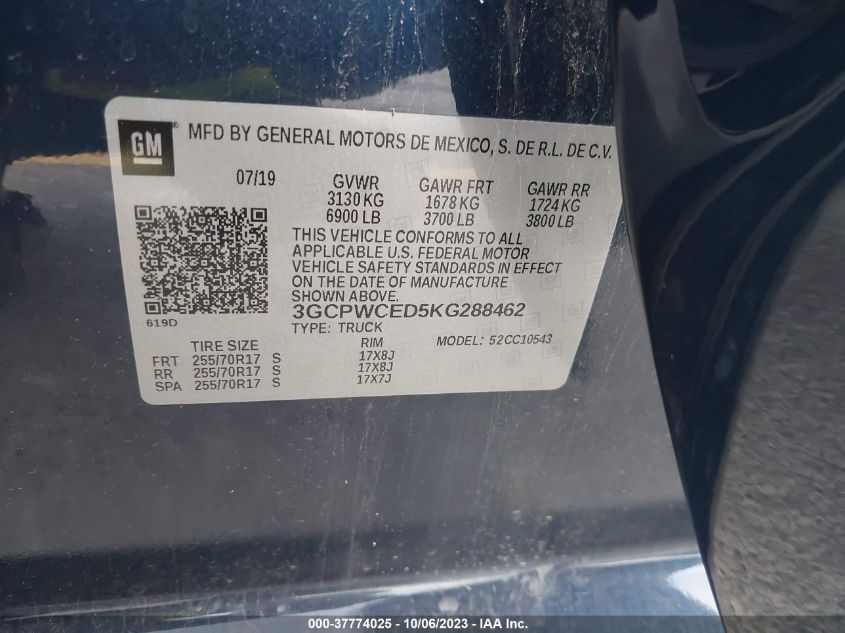 GM ® MFD BY GENERAL MOTORS DE MEXICO, S. DE R.L. DE C.V.
07/19 GVWR GAWR FRT GAWR RR
3130 KG 1678 KG 1724 KG
6900 LB 3700 LB 3800 LB
THIS VEHICLE CONFORMS TO ALL
APPLICABLE U.S. FEDERAL MOTOR
VEHICLE SAFETY STANDARDS IN EFFECT
ON THE DATE OF MANUFACTURE
SHOWN ABOVE.
3GCPWCED5KG288462
619D TYPE: TRUCK MODEL: 52CC10543
TIRE SIZE RIM
FRT 255/70R17 S 17X8J
RR 255/70R17 S 17X8J
SPA 255/70R17 S 17X7J
000-37774025 - 10/06/2023 - IAA Inc.